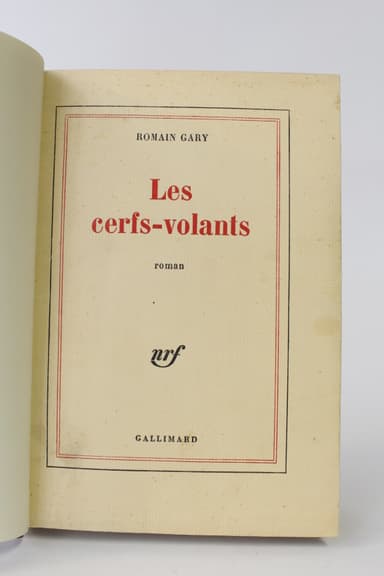 ROMAIN GARY
Les
cerfs-volants
roman
nrf
GALLIMARD